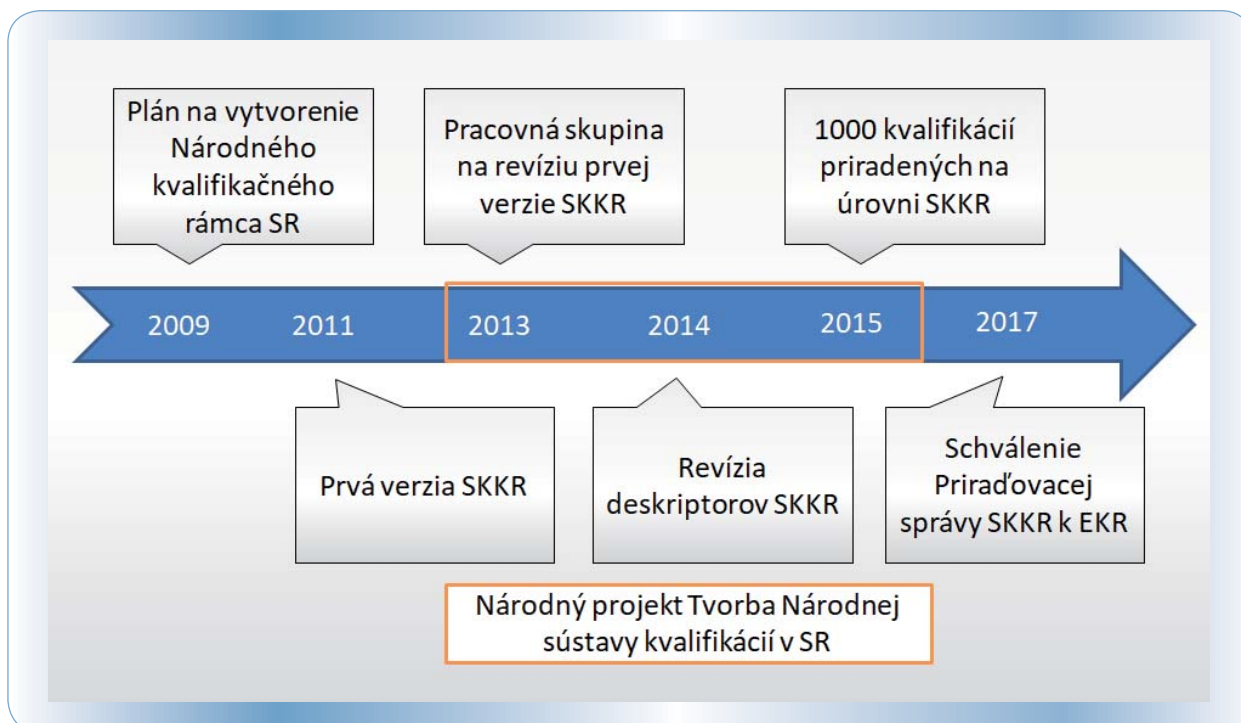 Plán na vytvorenie
Národného
kvalifikačného
rámca SR
Pracovná skupina
na revíziu prvej
verzie SKKR
1000 kvalifikácií
priradených na
úrovni SKKR
2009
2011
2013
2014
2015
2017
Prvá verzia SKKR
Revízia
deskriptorov SKKR
Schválenie
Priraďovacej
správy SKKR k EKR
Národný projekt Tvorba Národnej
sústavy kvalifikácií v SR